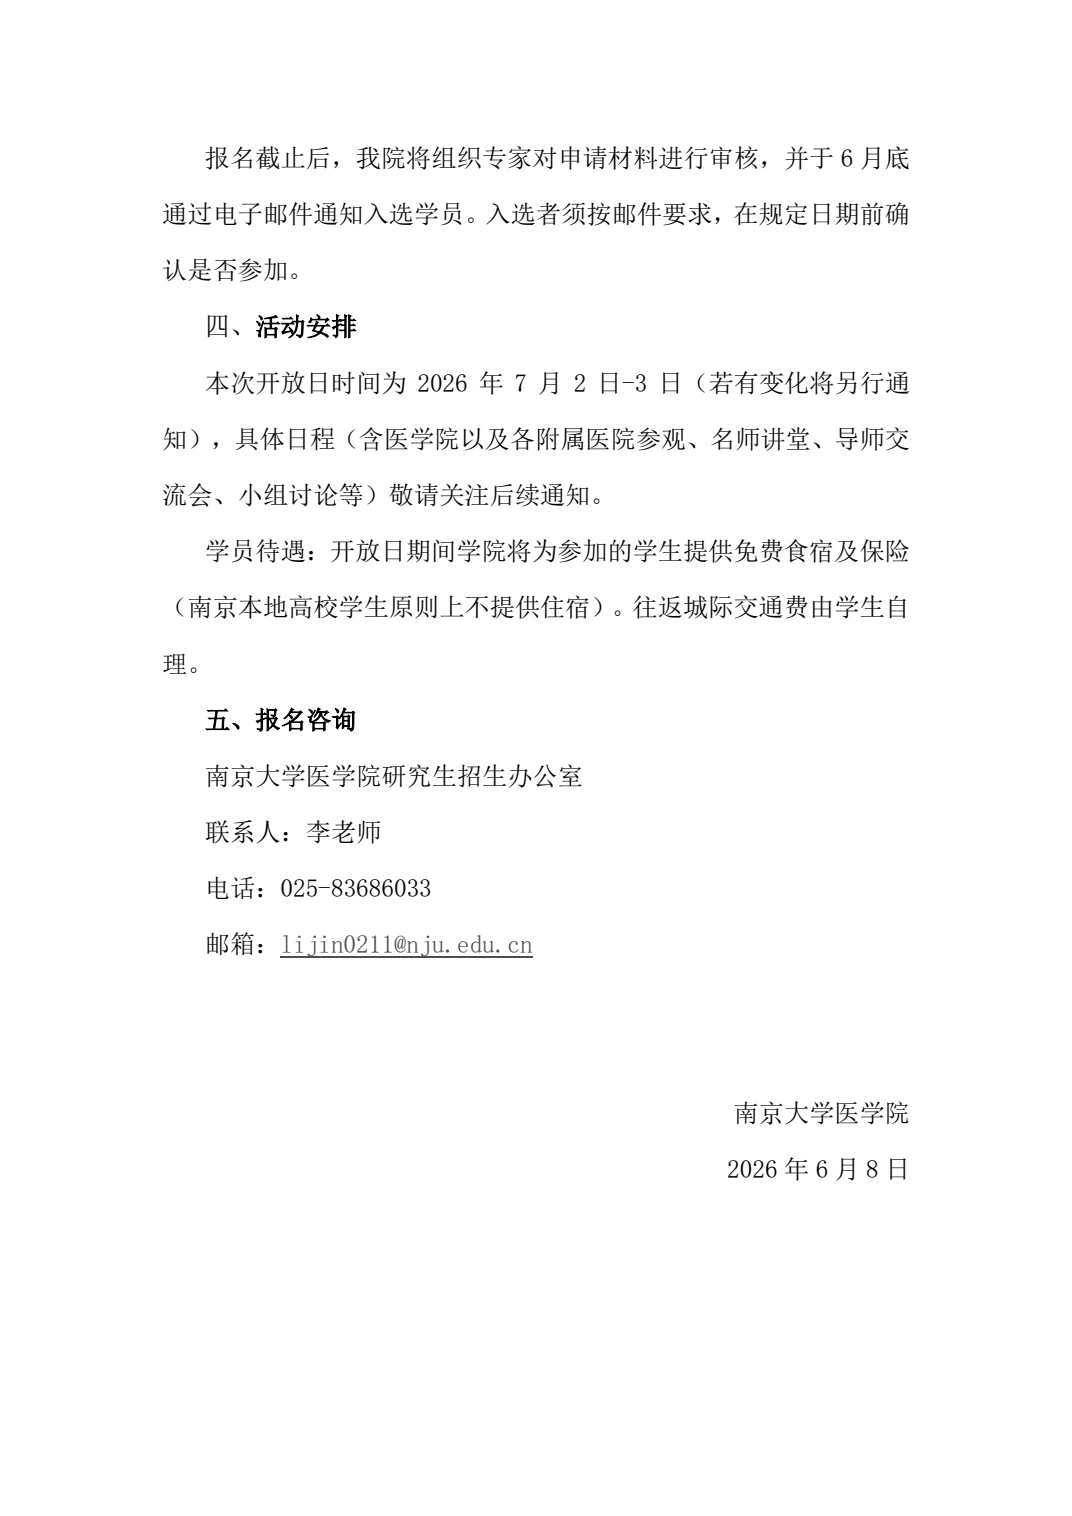 报名截止后，我院将组织专家对申请材料进行审核，并于 6 月底
通过电子邮件通知入选学员。入选者须按邮件要求，在规定日期前确
认是否参加。
四、活动安排
本次开放日时间为 2026 年 7 月 2 日-3 日（若有变化将另行通
知），具体日程（含医学院以及各附属医院参观、名师讲堂、导师交
流会、小组讨论等）敬请关注后续通知。
学员待遇：开放日期间学院将为参加的学生提供免费食宿及保险
（南京本地高校学生原则上不提供住宿）。往返城际交通费由学生自
理。
五、报名咨询
南京大学医学院研究生招生办公室
联系人：李老师
电话：025-83686033
邮箱：lijin0211@nju.edu.cn
南京大学医学院
2026 年 6 月 8 日